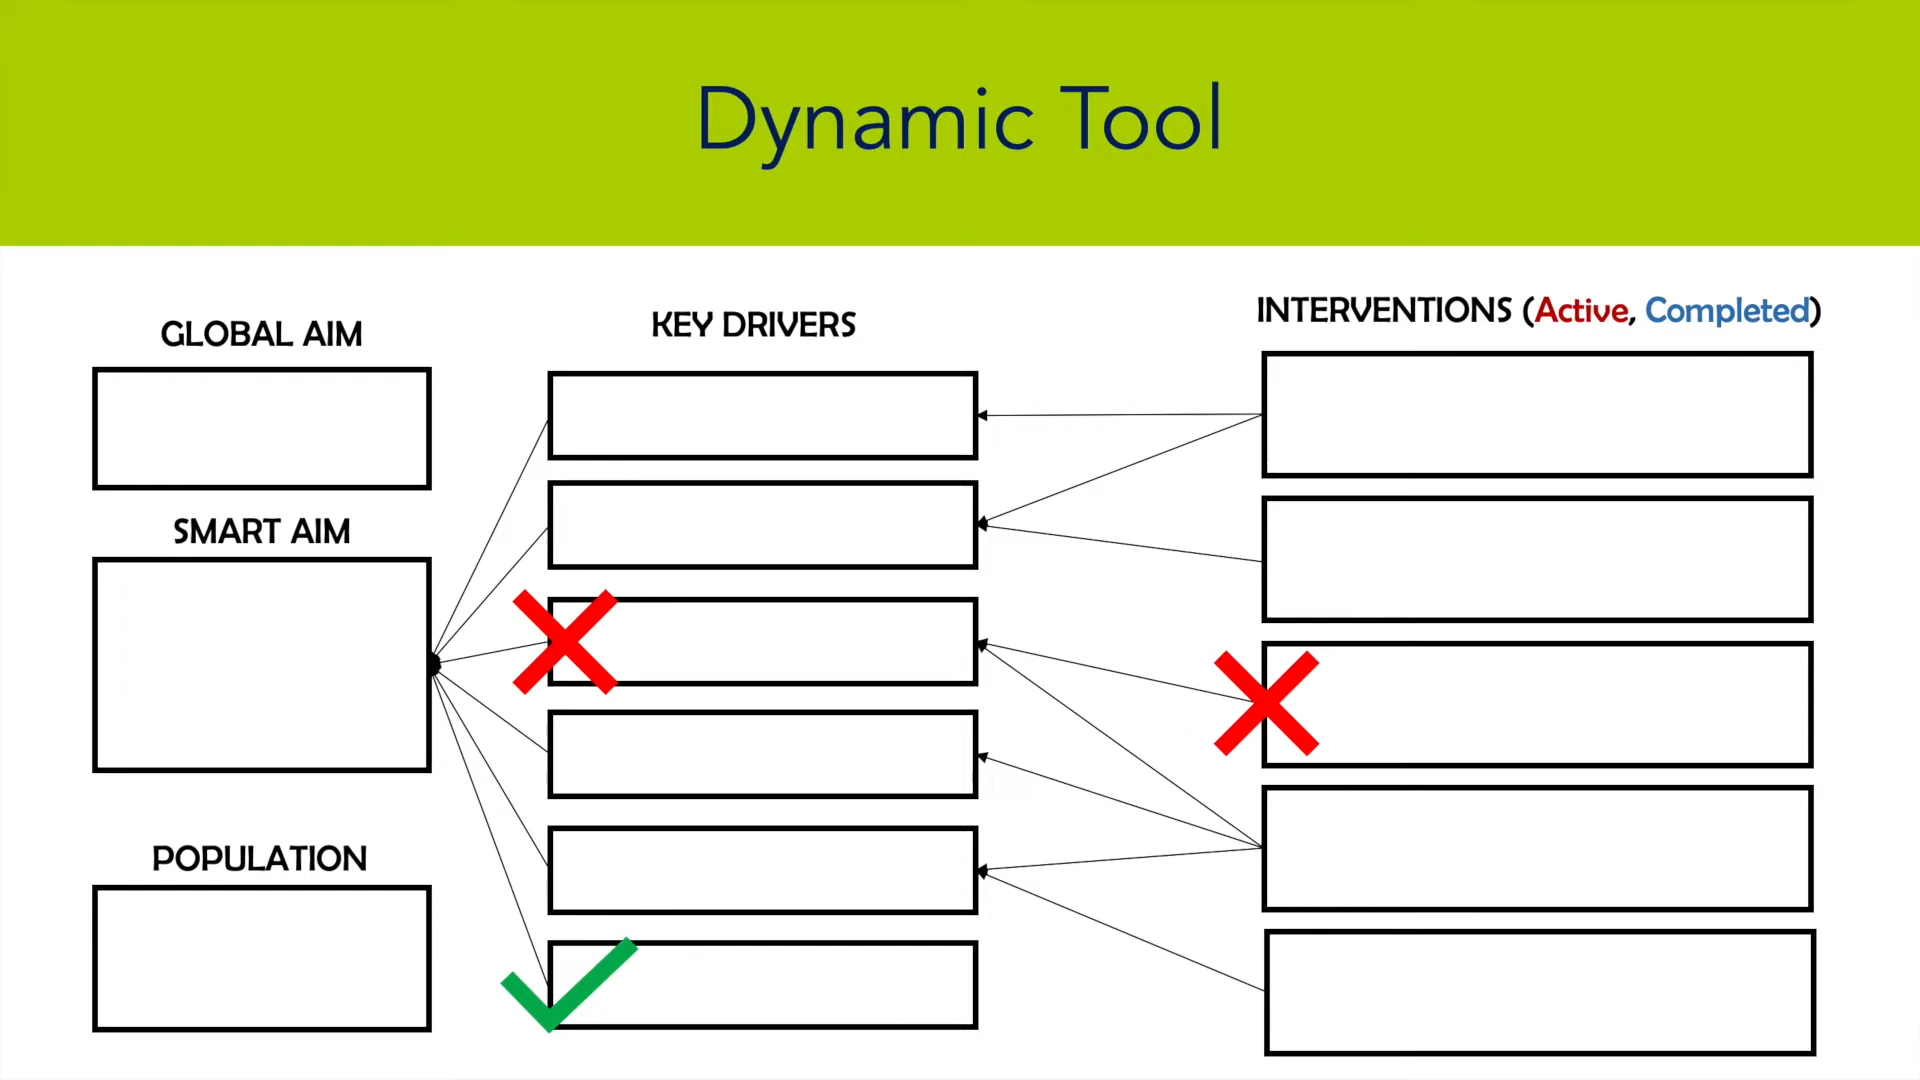 Dynamic Tool
GLOBAL AIM
SMART AIM
POPULATION
KEY DRIVERS
INTERVENTIONS (Active, Completed)